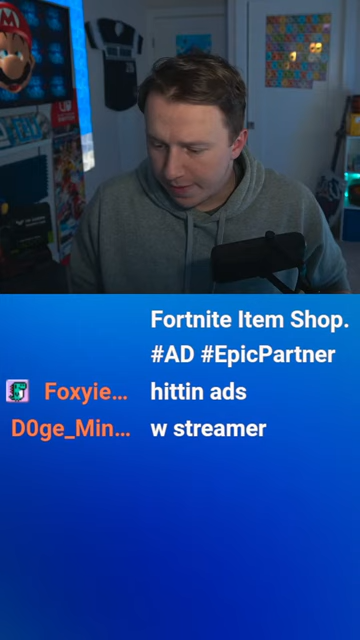 Fortnite Item Shop.
#AD #EpicPartner
Foxyie... hittin ads
D0ge_Min... w streamer